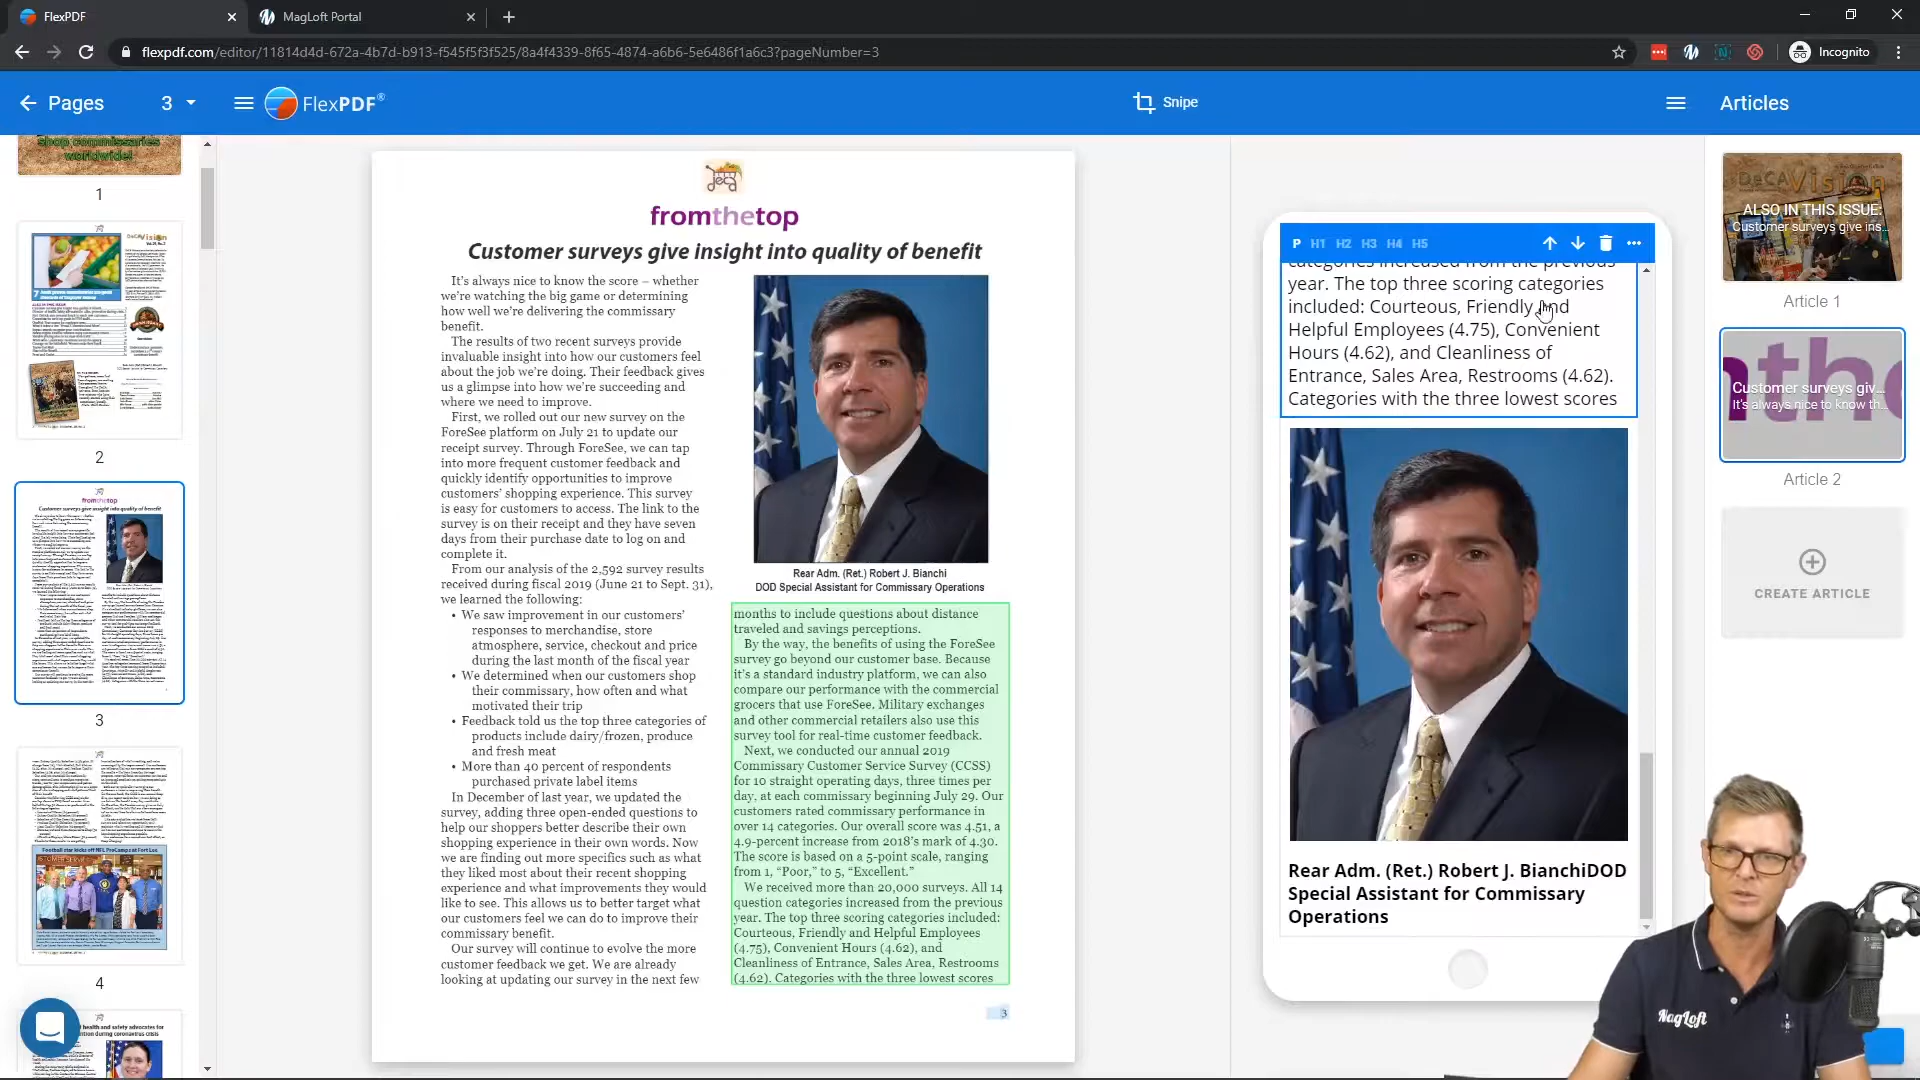 FlexPDF
MagLoft Portal
flexpdf.com/editor/11814d4d-672a-4b7d-b913-f545f5f3f525/8a4f4339-8f65-4874-a6b6-5e6486f1a6c3?pageNumber=3
Incognito
Pages
3
FlexPDF®
Snipe
Articles
shop commissaries
worldwide!
1
2
3
4
health and safety advocates for
fromthetop
Customer surveys give insight into quality of benefit
It's always nice to know the score – whether
we're watching the big game or determining
how well we're delivering the commissary
benefit.
The results of two recent surveys provide
invaluable insight into how our customers feel
about the job we're doing. Their feedback gives
us a glimpse into how we're succeeding and
where we need to improve.
First, we rolled out our new survey on the
ForeSee platform on July 21 to update our
receipt survey. Through ForeSee, we can tap
into more frequent customer feedback and
quickly identify opportunities to improve
customers' shopping experience. This survey
is easy for customers to access. The link to the
survey is on their receipt and they have seven
days from their purchase date to log on and
complete it.
From our analysis of the 2,592 survey results
received during fiscal 2019 (June 21 to Sept. 31),
we learned the following:
• We saw improvement in our customers'
responses to merchandise, store
atmosphere, service, checkout and price
during the last month of the fiscal year
• We determined when our customers shop
their commissary, how often and what
motivated their trip
• Feedback told us the top three categories of
products include dairy/frozen, produce
and fresh meat
• More than 40 percent of respondents
purchased private label items
In December of last year, we updated the
survey, adding three open-ended questions to
help our shoppers better describe their own
shopping experience in their own words. Now
we are finding out more specifics such as what
they liked most about their recent shopping
experience and what improvements they would
like to see. This allows us to better target what
our customers feel we can do to improve their
commissary benefit.
Our survey will continue to evolve the more
customer feedback we get. We are already
looking at updating our survey in the next few
Rear Adm. (Ret.) Robert J. Bianchi
DOD Special Assistant for Commissary Operations
months to include questions about distance
traveled and savings perceptions.
By the way, the benefits of using the ForeSee
survey go beyond our customer base. Because
it's a standard industry platform, we can also
compare our performance with the commercial
grocers that use ForeSee. Military exchanges
and other commercial retailers also use this
survey tool for real-time customer feedback.
Next, we conducted our annual 2019
Commissary Customer Service Survey (CCSS)
for 10 straight operating days, three times per
day, at each commissary beginning July 29. Our
customers rated commissary performance in
over 14 categories. Our overall score was 4.51, a
4.9-percent increase from 2018's mark of 4.30.
The score is based on a 5-point scale, ranging
from 1, "Poor," to 5, "Excellent."
We received more than 20,000 surveys. All 14
question categories increased from the previous
year. The top three scoring categories included:
Courteous, Friendly and Helpful Employees
(4.75), Convenient Hours (4.62), and
Cleanliness of Entrance, Sales Area, Restrooms
(4.62). Categories with the three lowest scores
3
P H1 H2 H3 H4 H5
categories increased from the previous
year. The top three scoring categories
included: Courteous, Friendly and
Helpful Employees (4.75), Convenient
Hours (4.62), and Cleanliness of
Entrance, Sales Area, Restrooms (4.62).
Categories with the three lowest scores
Rear Adm. (Ret.) Robert J. BianchiDOD
Special Assistant for Commissary
Operations
DeCAVision
ALSO IN THIS ISSUE:
Customer surveys give ins...
Article 1
Customer surveys giv...
It's always nice to know th...
Article 2
CREATE ARTICLE
MagLoft